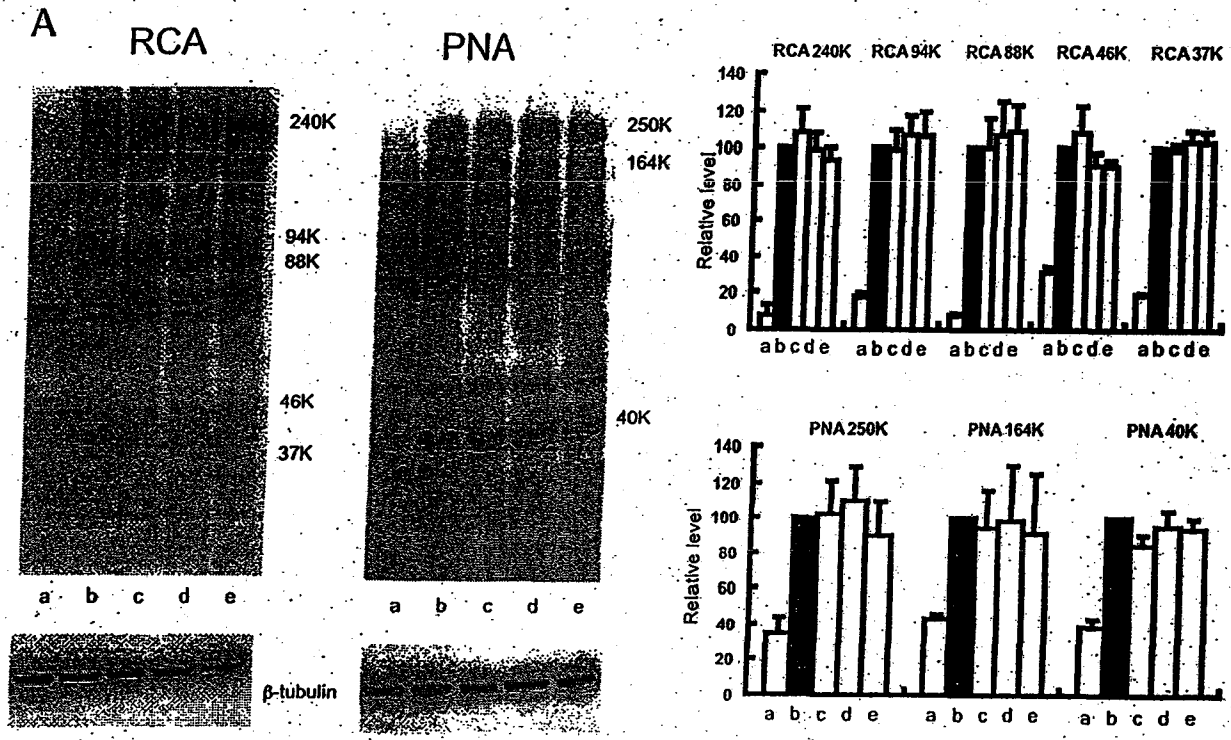 A
RCA
PNA
240K
94K
88K
46K
37K
250K
164K
40K
a b c d e
a b c d e
β-tubulin
RCA 240K RCA 94K RCA 88K RCA 46K RCA 37K
Relative level
140
120
100
80
60
40
20
0
abcde abcde abcde abcde abcde
PNA 250K PNA 164K PNA 40K
Relative level
140
120
100
80
60
40
20
0
a b c d e a b c d e a b c d e